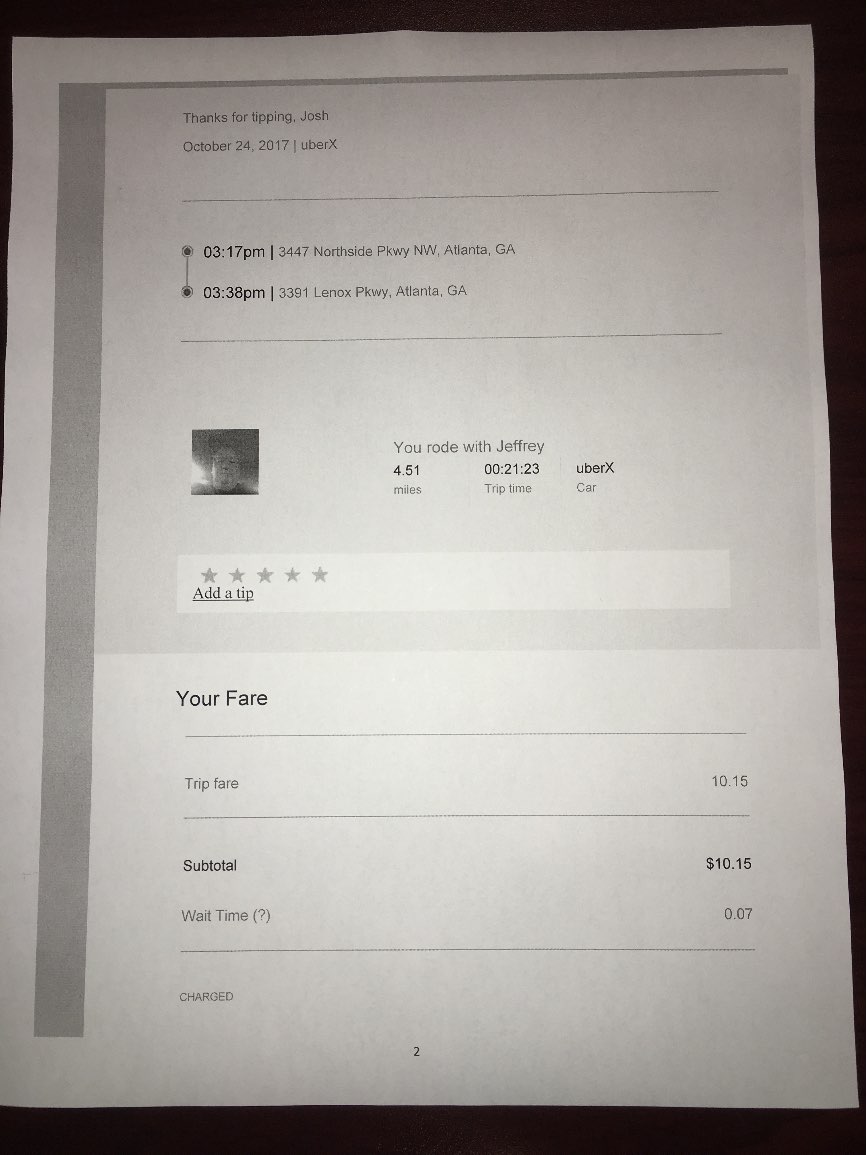 Thanks for tipping, Josh
October 24, 2017 | uberX
03:17pm | 3447 Northside Pkwy NW, Atlanta, GA
03:38pm | 3391 Lenox Pkwy, Atlanta, GA
You rode with Jeffrey
4.51 00:21:23 uberX
miles Trip time Car
Add a tip
Your Fare
Trip fare 10.15
Subtotal $10.15
Wait Time (?) 0.07
CHARGED
2